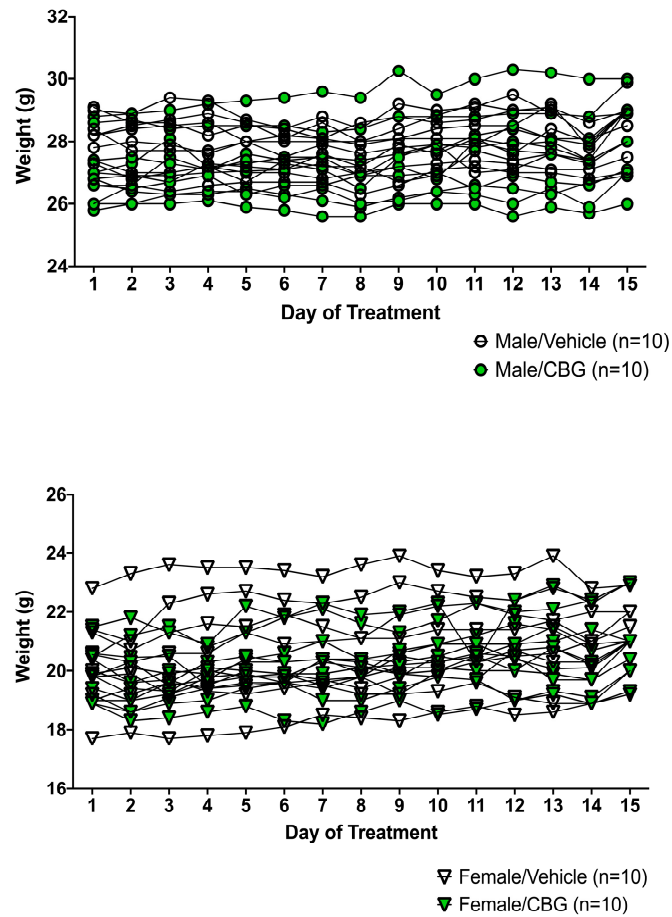 32
30
28
26
24
Weight (g)
1 2 3 4 5 6 7 8 9 10 11 12 13 14 15
Day of Treatment
Male/Vehicle (n=10)
Male/CBG (n=10)
26
24
22
20
18
16
Weight (g)
1 2 3 4 5 6 7 8 9 10 11 12 13 14 15
Day of Treatment
Female/Vehicle (n=10)
Female/CBG (n=10)